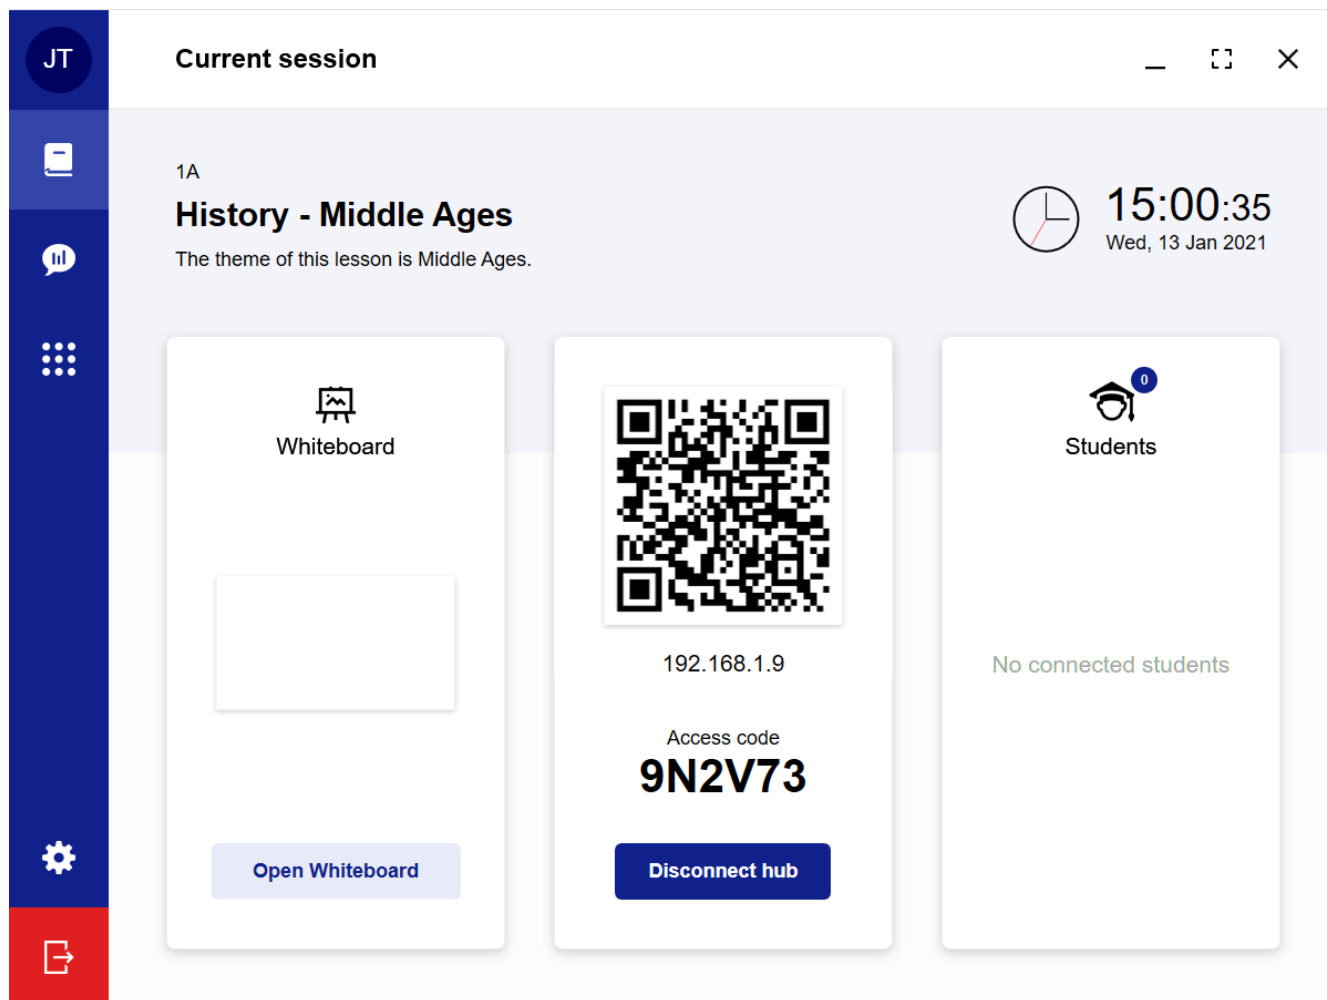 JT
Current session
1A
History - Middle Ages
The theme of this lesson is Middle Ages.
15:00:35
Wed, 13 Jan 2021
Whiteboard
Open Whiteboard
192.168.1.9
Access code
9N2V73
Disconnect hub
0
Students
No connected students